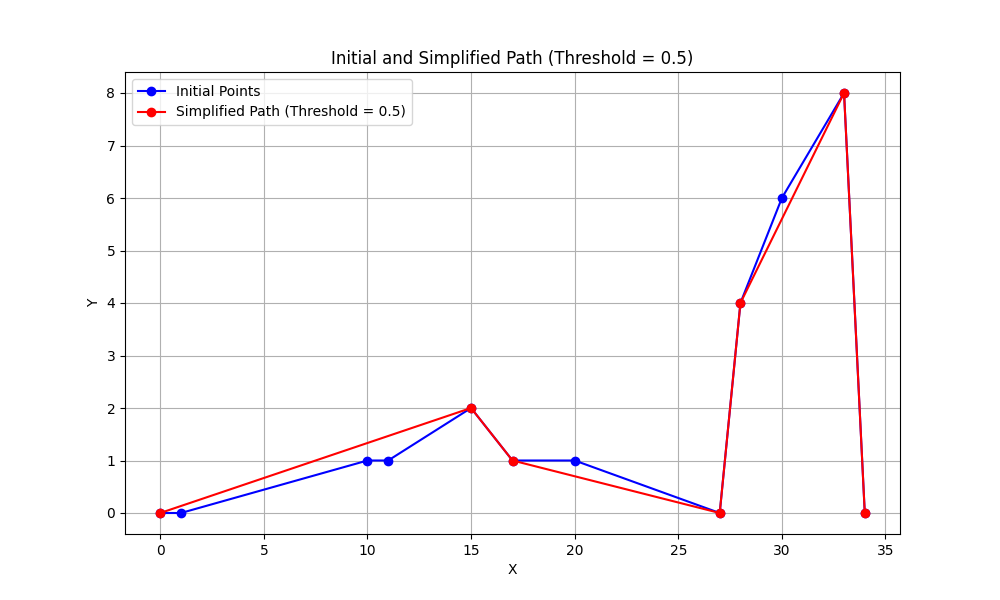 Initial and Simplified Path (Threshold = 0.5)
Initial Points
Simplified Path (Threshold = 0.5)
8
7
6
5
4
3
2
1
0
Y
0 5 10 15 20 25 30 35
X